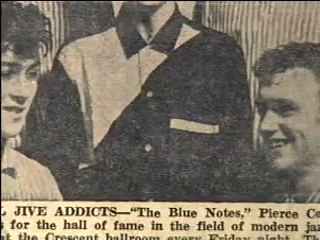 JIVE ADDICTS—"The Blue Notes," Pierce Co
s for the hall of fame in the field of modern jaz
at the Crescent ballroom every Friday night. Th